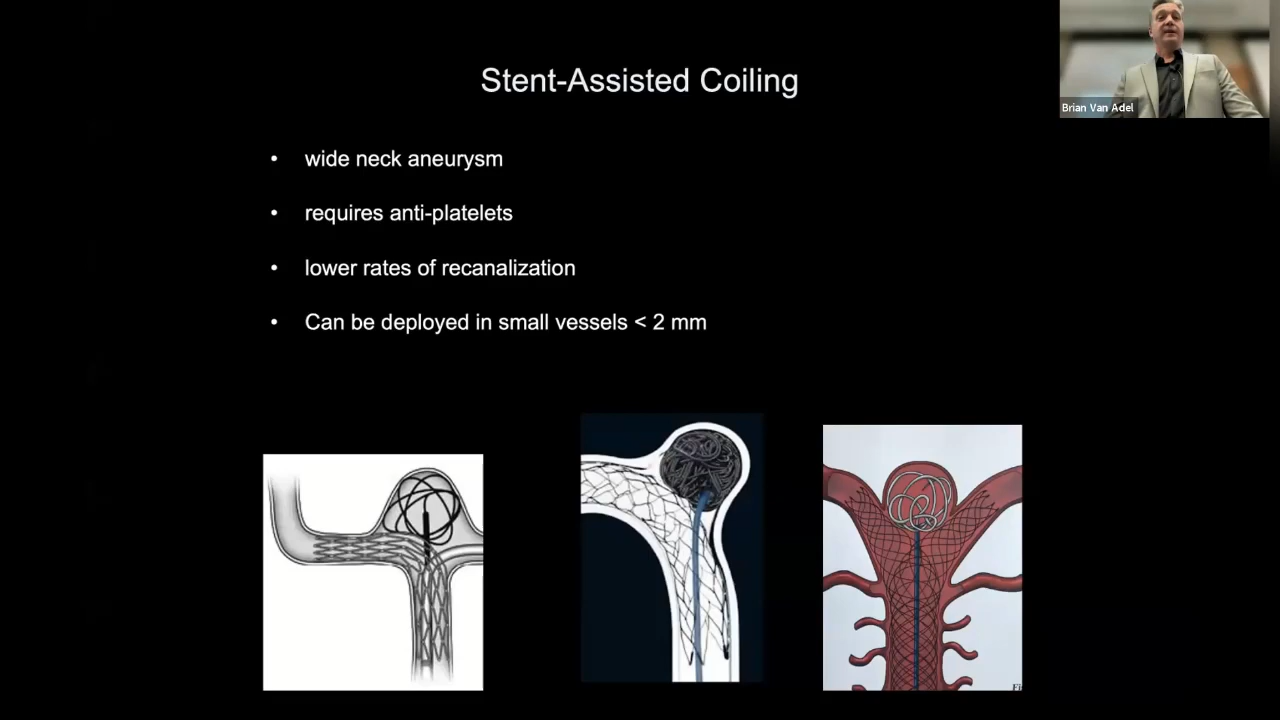 Stent-Assisted Coiling
Brian Van Adel
• wide neck aneurysm
• requires anti-platelets
• lower rates of recanalization
• Can be deployed in small vessels < 2 mm